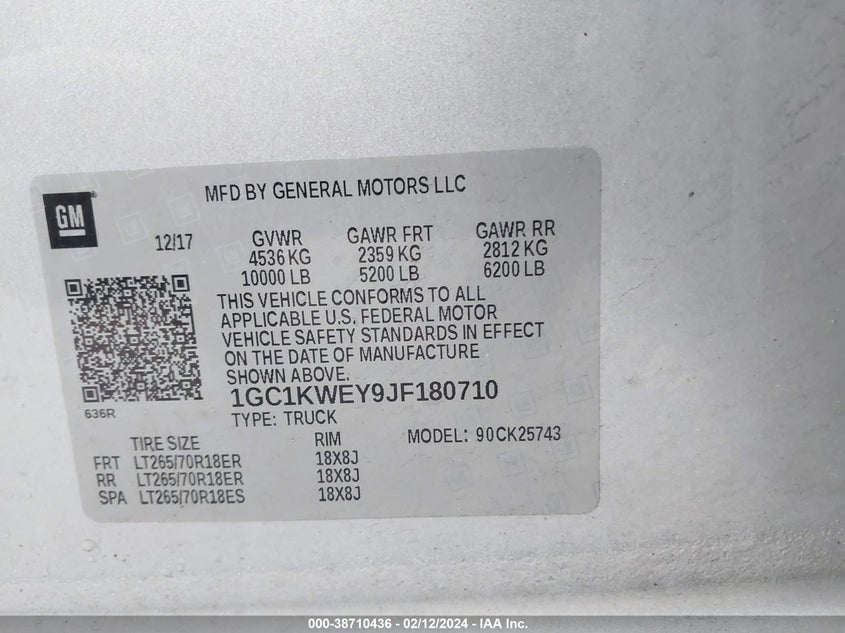 GM
MFD BY GENERAL MOTORS LLC
12/17 GVWR GAWR FRT GAWR RR
4536 KG 2359 KG 2812 KG
10000 LB 5200 LB 6200 LB
THIS VEHICLE CONFORMS TO ALL
APPLICABLE U.S. FEDERAL MOTOR
VEHICLE SAFETY STANDARDS IN EFFECT
ON THE DATE OF MANUFACTURE
SHOWN ABOVE.
1GC1KWEY9JF180710
636R
TYPE: TRUCK
TIRE SIZE RIM MODEL: 90CK25743
FRT LT265/70R18ER 18X8J
RR LT265/70R18ER 18X8J
SPA LT265/70R18ES 18X8J
000-38710436 - 02/12/2024 - IAA Inc.